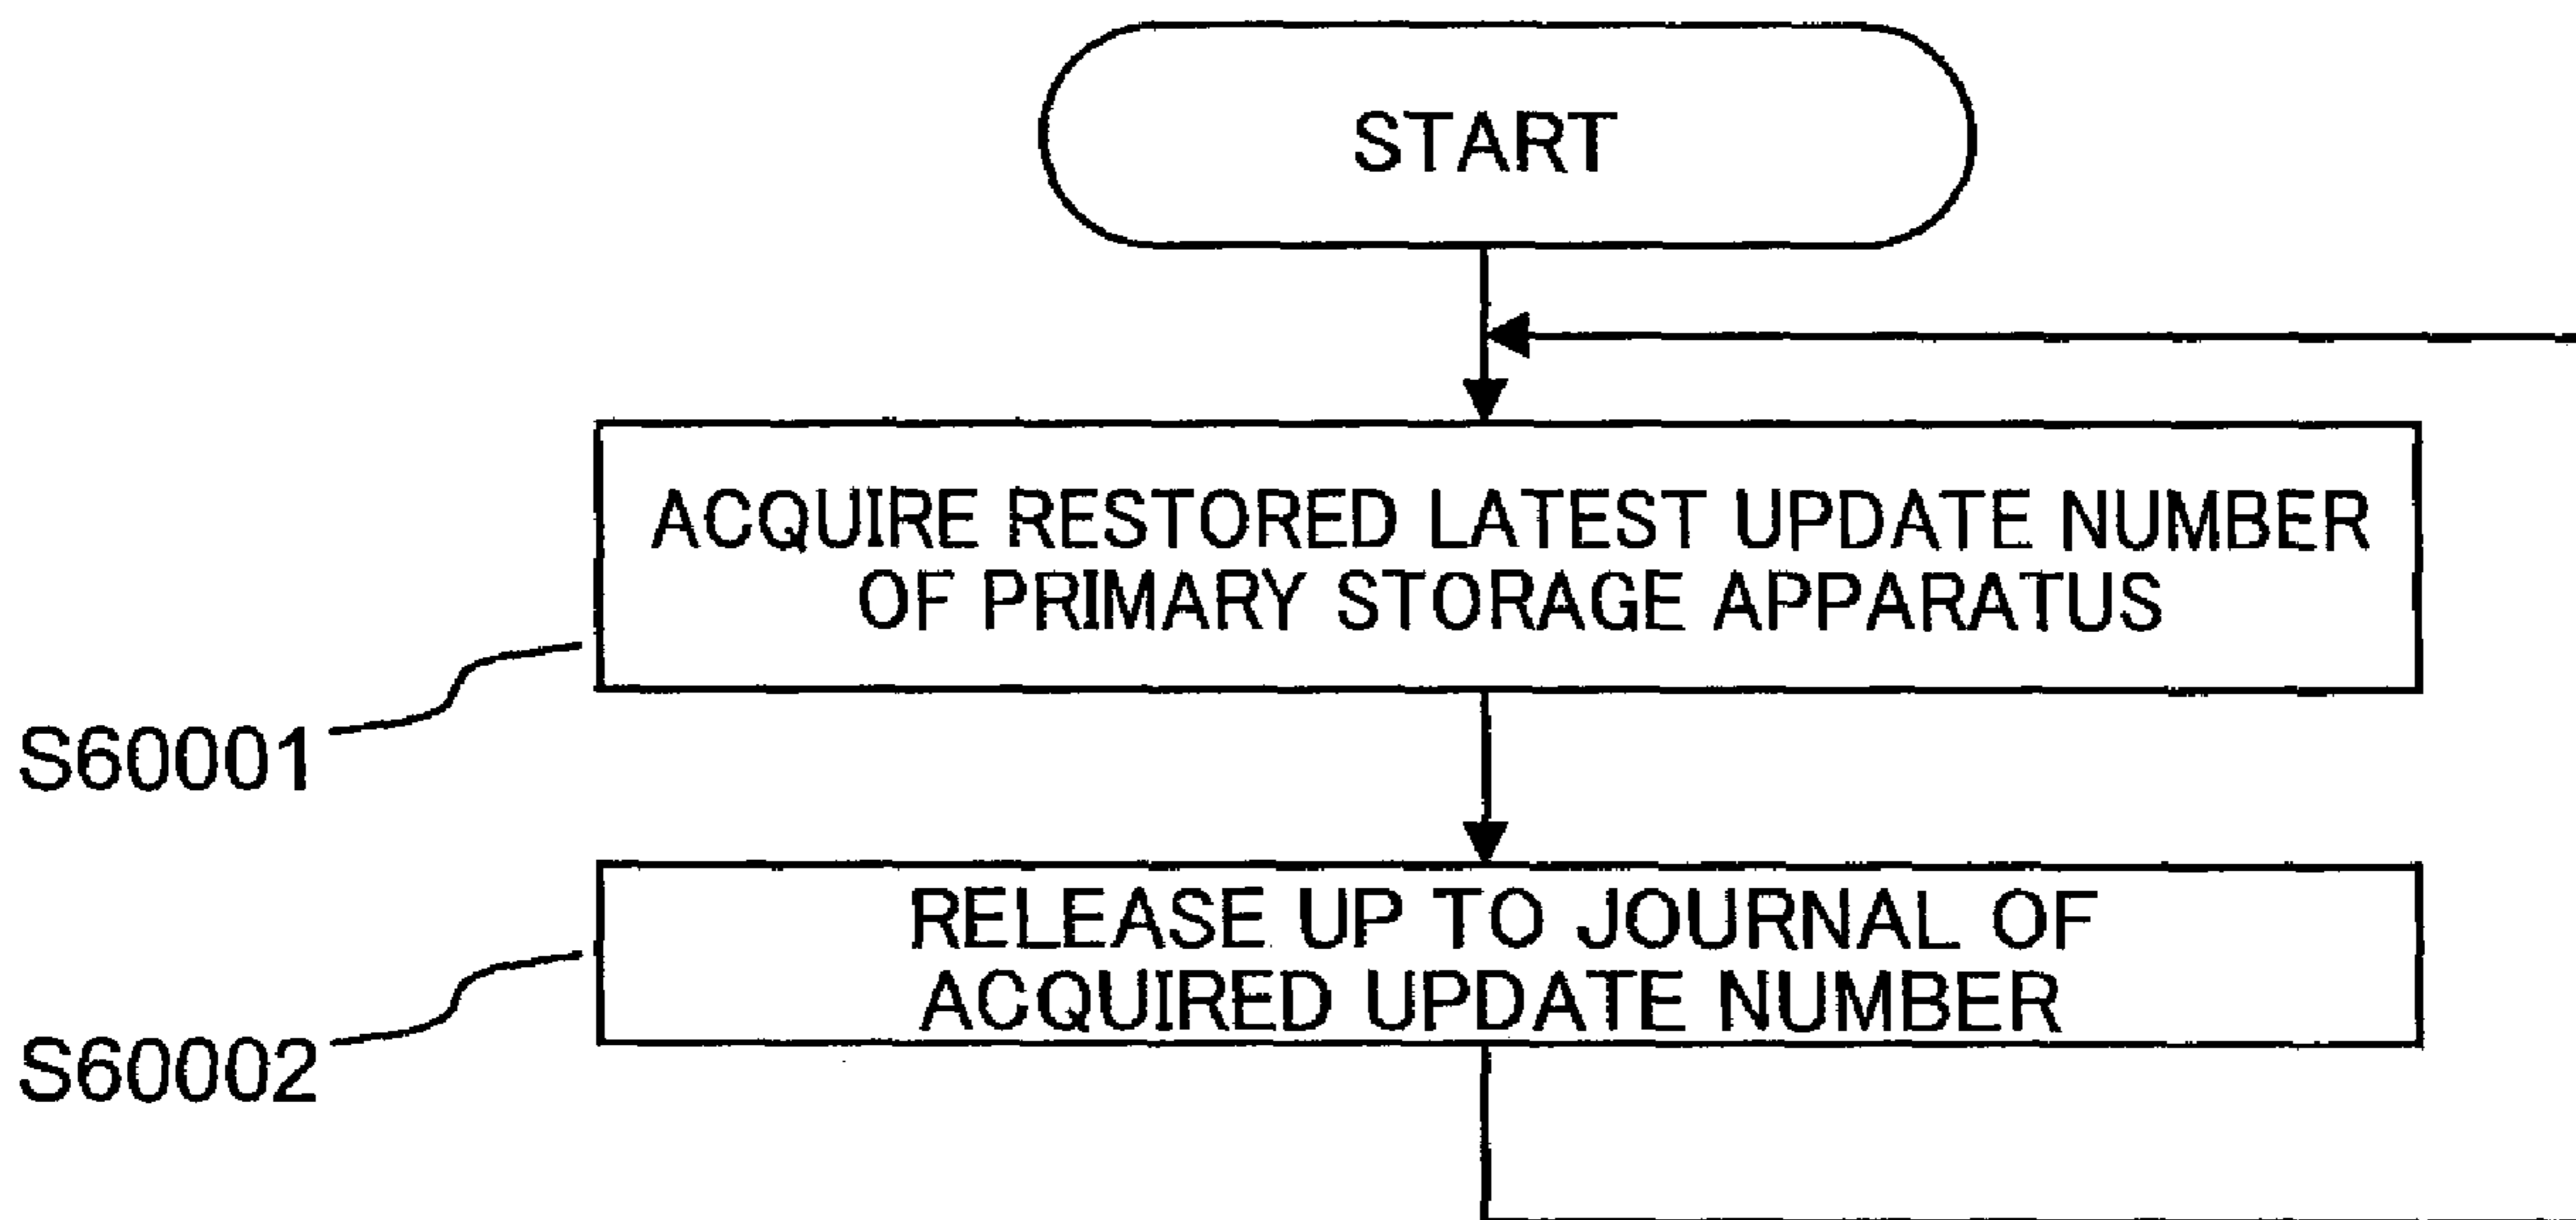 START
ACQUIRE RESTORED LATEST UPDATE NUMBER
OF PRIMARY STORAGE APPARATUS
S60001
RELEASE UP TO JOURNAL OF
ACQUIRED UPDATE NUMBER
S60002